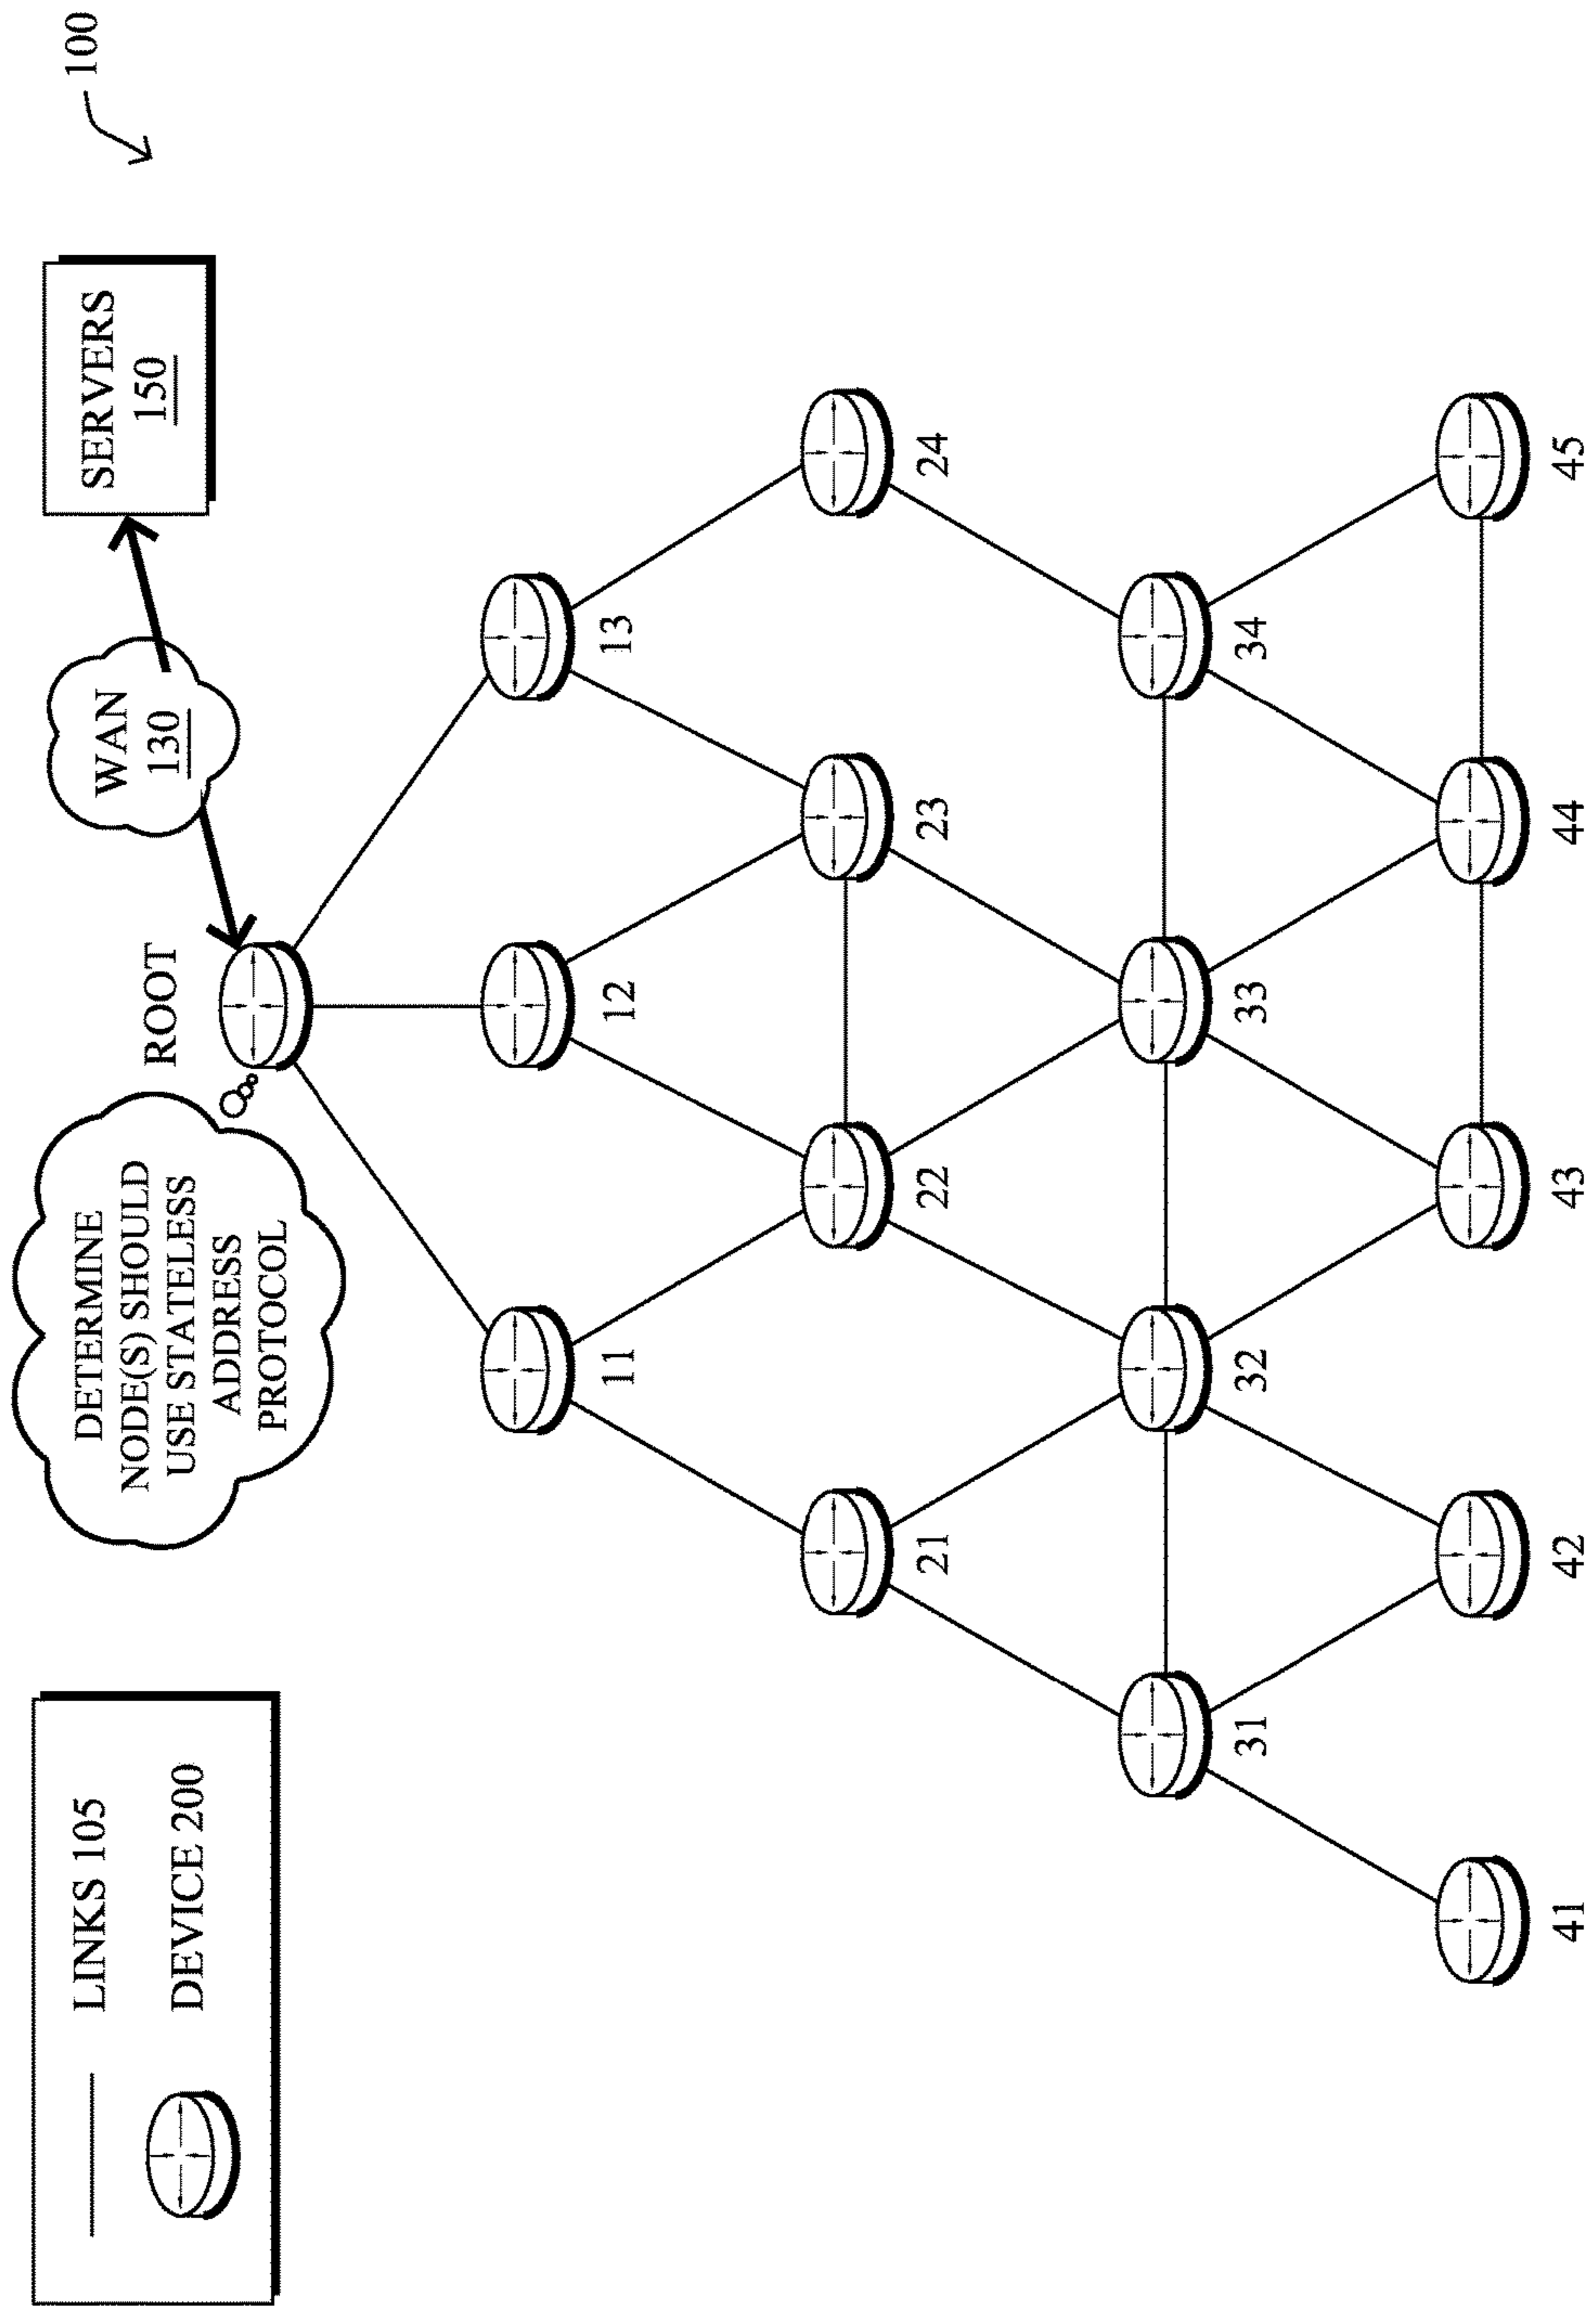 LINKS 105
DEVICE 200
DETERMINE
NODE(S) SHOULD
USE STATELESS
ADDRESS
PROTOCOL
ROOT
WAN
130
SERVERS
150
100
11
12
13
21
22
23
24
31
32
33
34
41
42
43
44
45